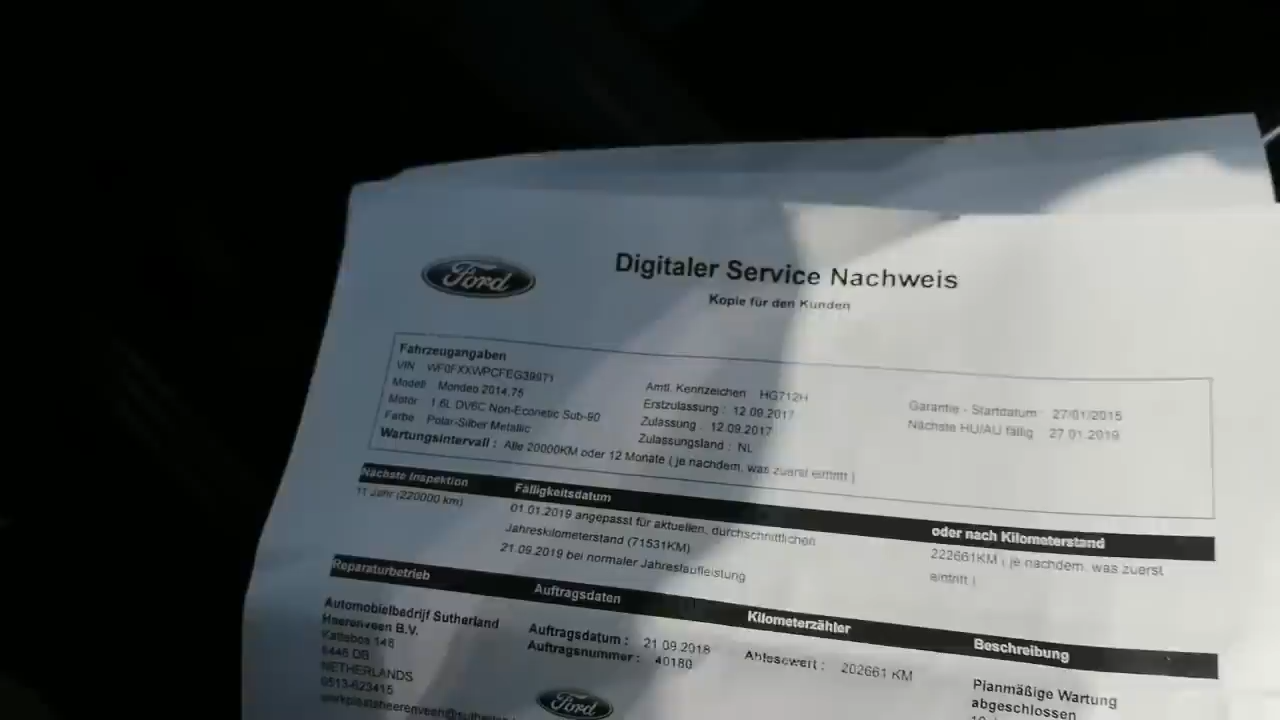 Ford
Digitaler Service Nachweis
Kopie für den Kunden
Fahrzeugangaben
VIN WF0FXXWPCFEG39971
Modell Mondeo 2014.75
Motor: 1.6L DV6C Non-Econetic Sub-90
Farbe Polar-Silber Metallic
Amtl. Kennzeichen HG712H
Erstzulassung : 12.09.2017
Zulassung : 12.09.2017
Zulassungsland : NL
Garantie - Startdatum : 27/01/2015
Nächste HU/AU fällig 27.01.2019
Wartungsintervall : Alle 20000KM oder 12 Monate ( je nachdem, was zuerst eintritt )
Nächste Inspektion
Fälligkeitsdatum
oder nach Kilometerstand
11 Jahr (220000 km)
01.01.2019 angepasst für aktuellen, durchschnittlichen
Jahreskilometerstand (71531KM)
21.09.2019 bei normaler Jahreslaufleistung
222661KM ( je nachdem, was zuerst
eintritt )
Reparaturbetrieb
Auftragsdaten
Kilometerzähler
Beschreibung
Automobielbedrijf Sutherland
Heerenveen B.V.
Kattebos 148
8446 DB
NETHERLANDS
0513-623415
Auftragsdatum : 21.09.2018
Auftragsnummer : 40180
Ablesewert : 202661 KM
Planmäßige Wartung
abgeschlossen
Ford